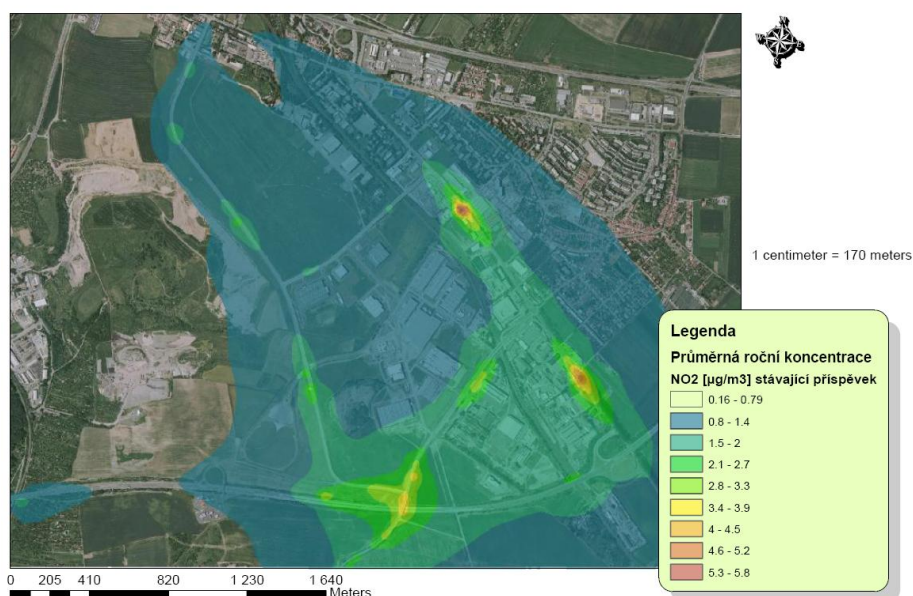 1 centimeter = 170 meters
Legenda
Průměrná roční koncentrace
NO2 [µg/m3] stávající příspěvek
0.16 - 0.79
0.8 - 1.4
1.5 - 2
2.1 - 2.7
2.8 - 3.3
3.4 - 3.9
4 - 4.5
4.6 - 5.2
5.3 - 5.8
0 205 410 820 1 230 1 640
Meters